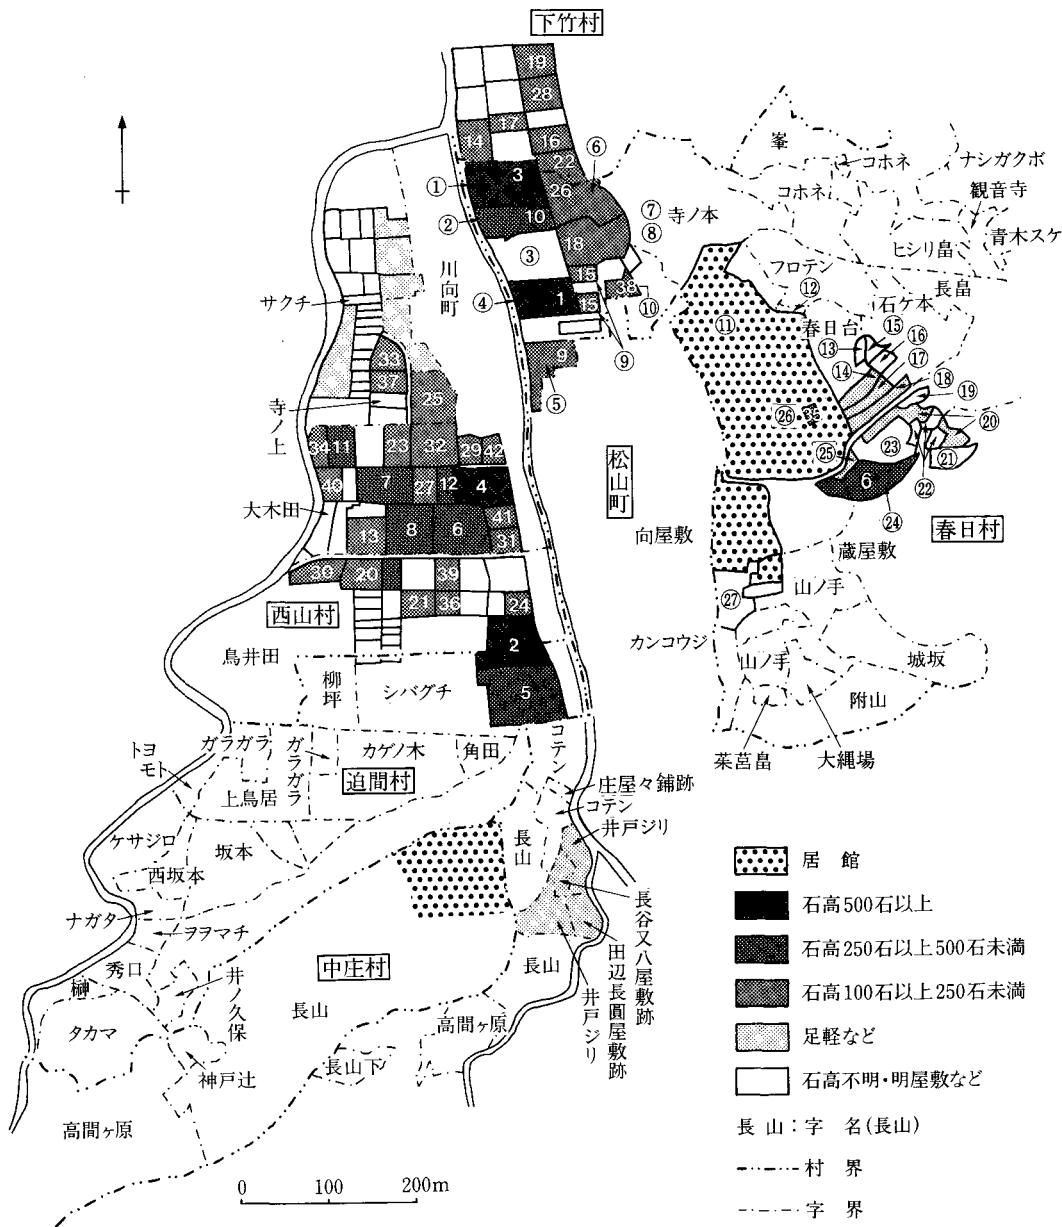 下竹村
19
28
17
14
16
22
⑥
峯
コホネ
ナシガクボ
①
3
26
コホネ
観音寺
②
10
⑦
寺ノ本
⑧
ヒシリ畠
青木スケ
18
③
川向町
15
38
フロテン
⑫
長畠
サクチ
④
1
15
⑩
⑪
石ケ本
春日台
⑮
⑬
⑯
⑨
⑭
⑰
33
9
⑱
37
⑤
⑲
寺ノ上
25
⑳
㉖
34
11
23
32
29
42
松山町
㉕
㉓
㉑
40
7
27
12
4
6
㉒
大木田
41
㉔
13
8
6
31
向屋敷
春日村
蔵屋敷
30
20
39
山ノ手
21
36
24
㉗
西山村
カンコウジ
2
鳥井田
山ノ手
城坂
柳坪
シバグチ
5
附山
茱萸畠
大縄場
トヨモト
ガラガラ
ガラガラ
カゲノ木
角田
コテン
迫間村
上鳥居
庄屋々鋪跡
コテン
井戸ジリ
ケサジロ
坂本
長山
西坂本
ナガタ
ヲヲマチ
長谷又八屋敷跡
田辺長圓屋敷跡
井戸ジリ
中庄村
長山
秀口
榊
井ノ久保
タカマ
長山
高間ヶ原
神戸辻
長山下
高間ヶ原
0 100 200m
居館
石高500石以上
石高250石以上500石未満
石高100石以上250石未満
足軽など
石高不明・明屋敷など
長山：字名(長山)
村界
字界